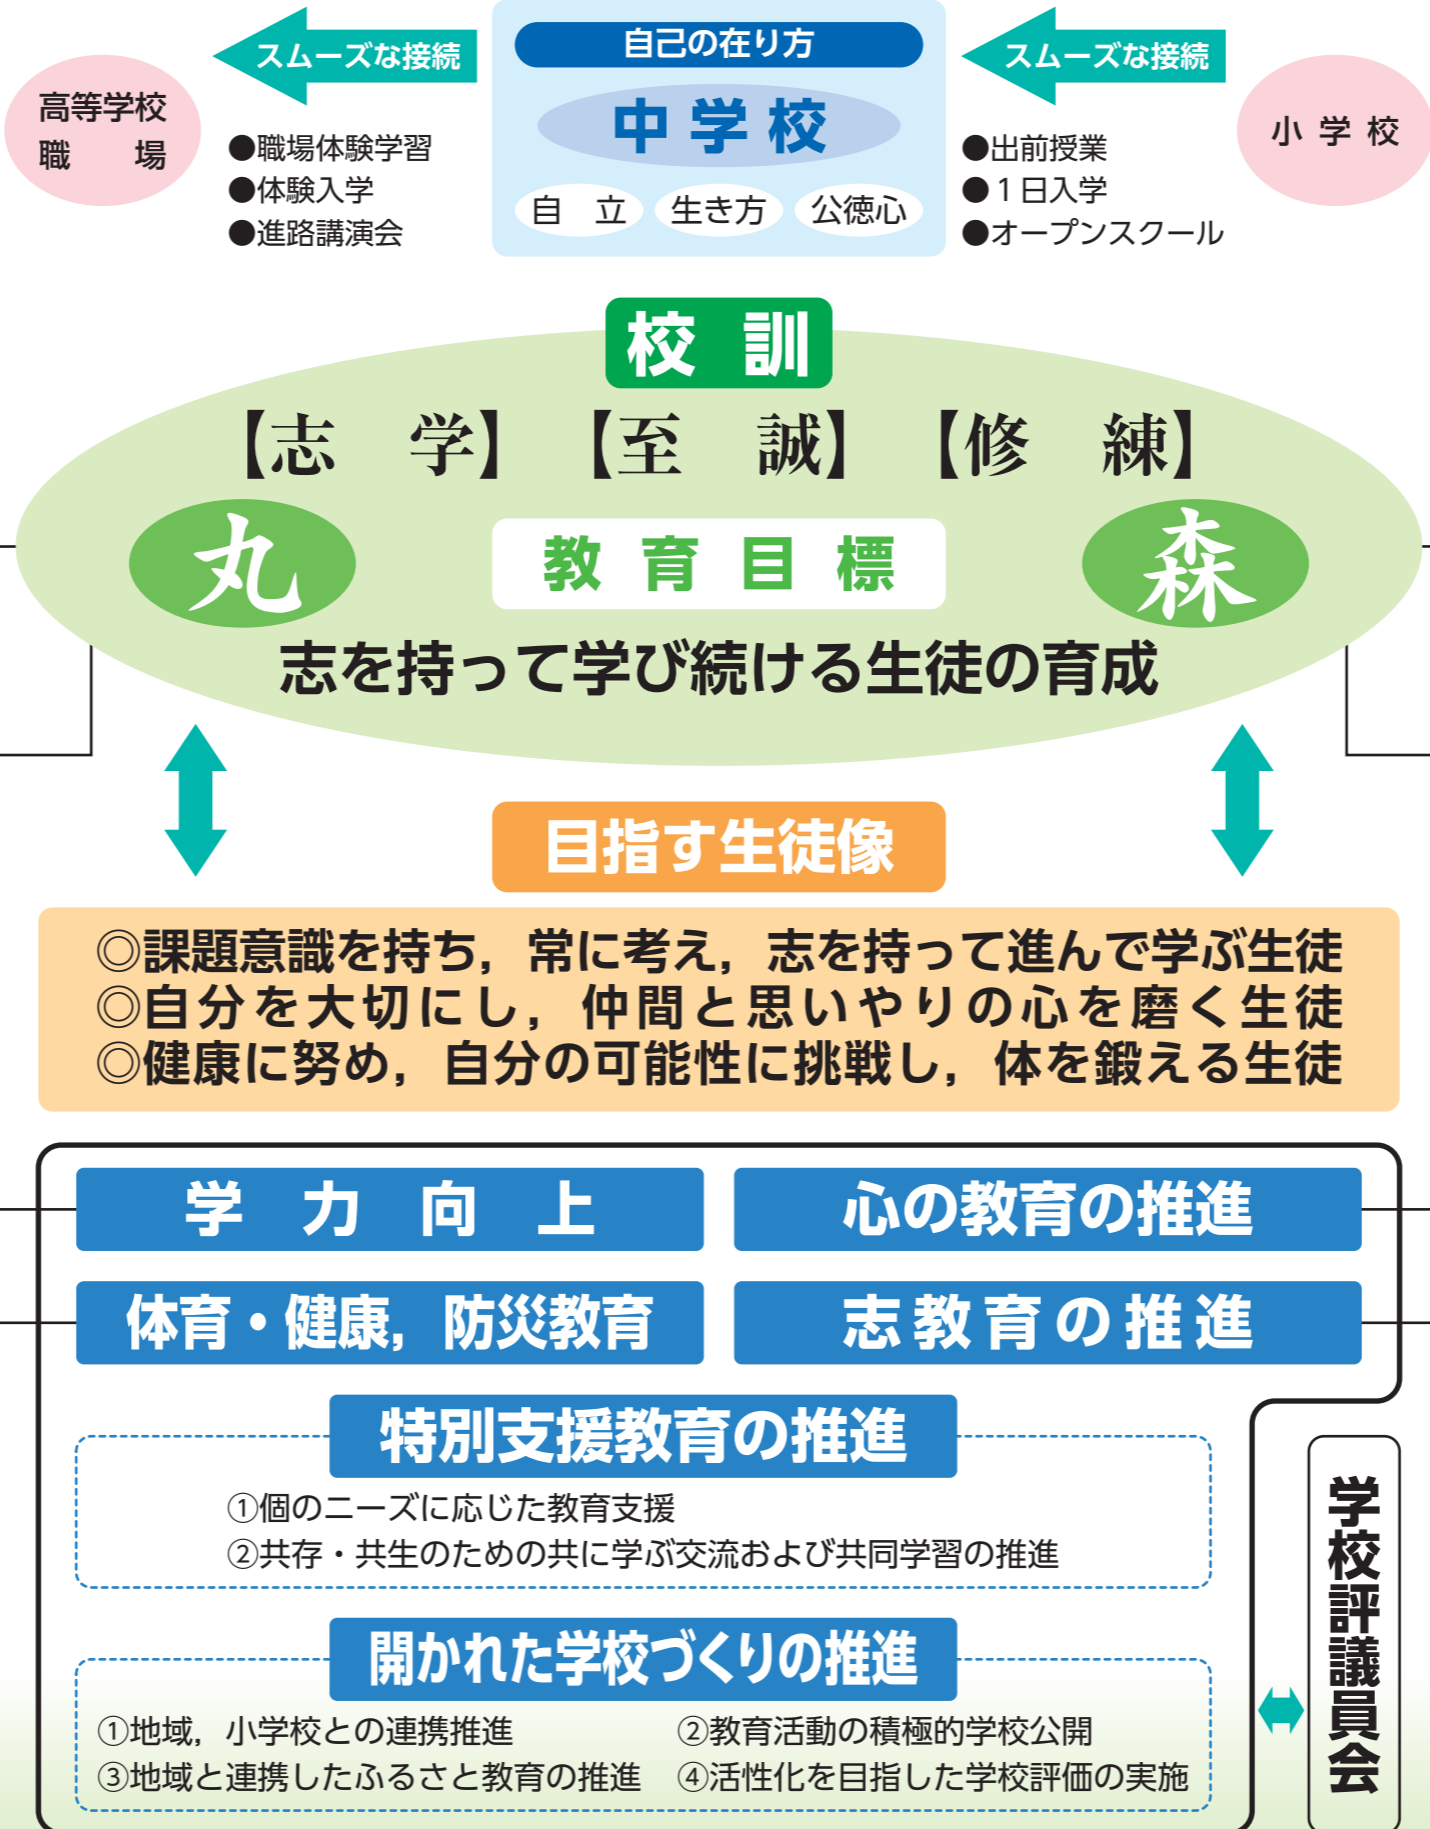 スムーズな接続
自己の在り方
スムーズな接続
高等学校
職　場
中学校
小学校
●職場体験学習
●体験入学
●進路講演会
自　立
生き方
公徳心
●出前授業
●１日入学
●オープンスクール
校　訓
【志　学】【至　誠】【修　練】
丸
教育目標
森
志を持って学び続ける生徒の育成
目指す生徒像
◎課題意識を持ち，常に考え，志を持って進んで学ぶ生徒
◎自分を大切にし，仲間と思いやりの心を磨く生徒
◎健康に努め，自分の可能性に挑戦し，体を鍛える生徒
学力向上
心の教育の推進
体育・健康，防災教育
志教育の推進
特別支援教育の推進
①個のニーズに応じた教育支援
②共存・共生のための共に学ぶ交流および共同学習の推進
開かれた学校づくりの推進
①地域，小学校との連携推進
②教育活動の積極的学校公開
③地域と連携したふるさと教育の推進
④活性化を目指した学校評価の実施
学校評議員会